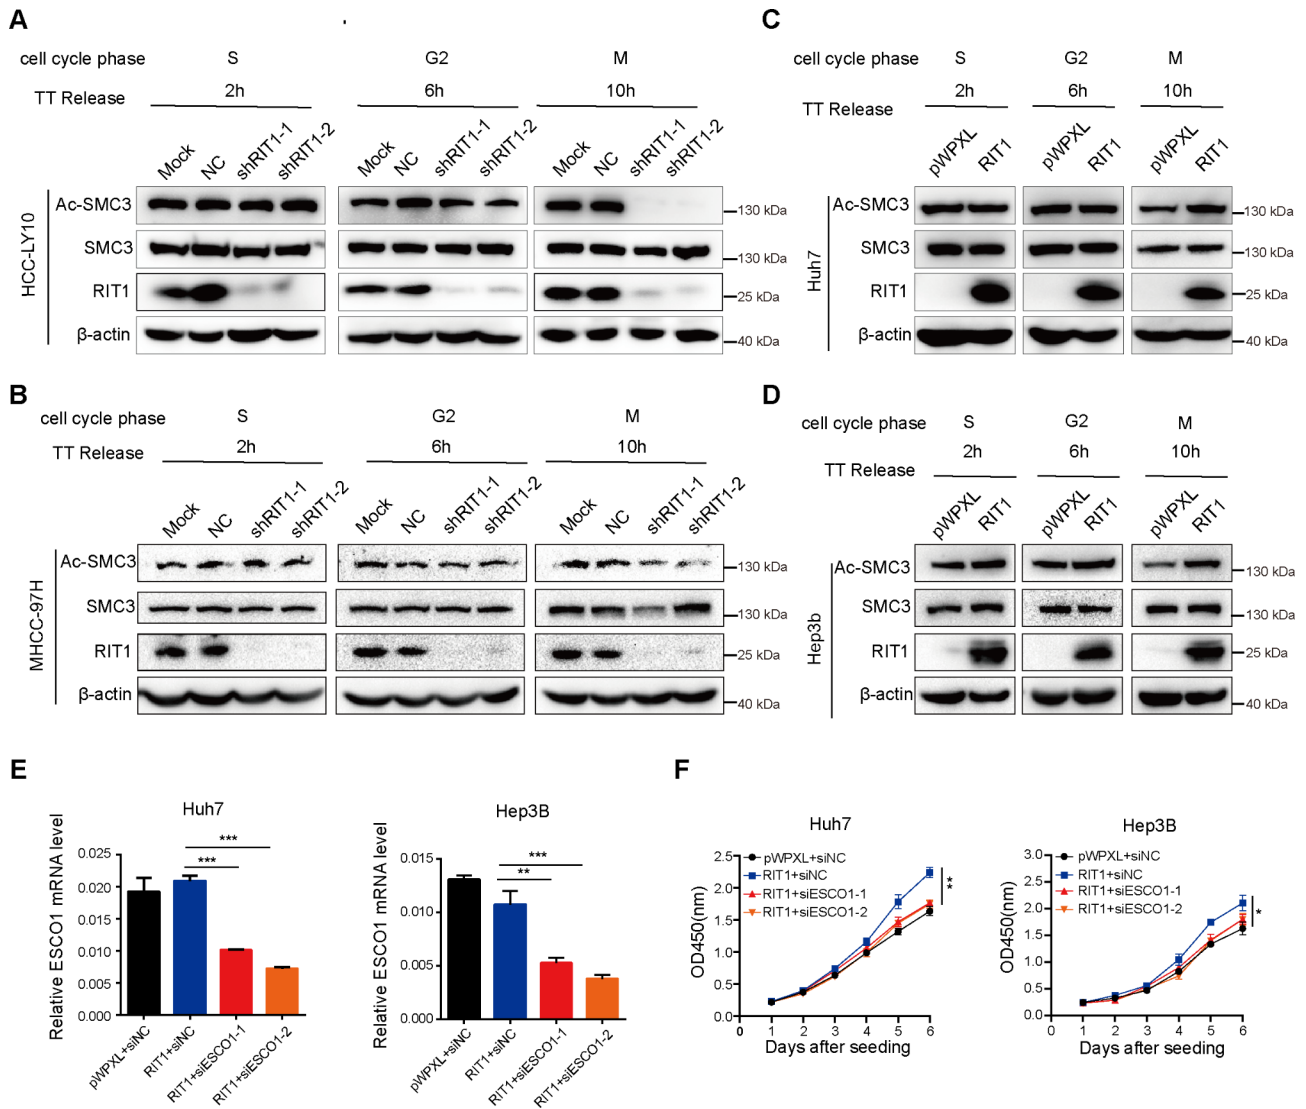 A
cell cycle phase S G2 M
TT Release 2h 6h 10h
Mock NC shRIT1-1 shRIT1-2 Mock NC shRIT1-1 shRIT1-2 Mock NC shRIT1-1 shRIT1-2
HCC-LY10
Ac-SMC3 130 kDa
SMC3 130 kDa
RIT1 25 kDa
β-actin 40 kDa
C
cell cycle phase S G2 M
TT Release 2h 6h 10h
pWPXL RIT1 pWPXL RIT1 pWPXL RIT1
Huh7
Ac-SMC3 130 kDa
SMC3 130 kDa
RIT1 25 kDa
β-actin 40 kDa
B
cell cycle phase S G2 M
TT Release 2h 6h 10h
Mock NC shRIT1-1 shRIT1-2 Mock NC shRIT1-1 shRIT1-2 Mock NC shRIT1-1 shRIT1-2
MHCC-97H
Ac-SMC3 130 kDa
SMC3 130 kDa
RIT1 25 kDa
β-actin 40 kDa
D
cell cycle phase S G2 M
TT Release 2h 6h 10h
pWPXL RIT1 pWPXL RIT1 pWPXL RIT1
Hep3b
Ac-SMC3 130 kDa
SMC3 130 kDa
RIT1 25 kDa
β-actin 40 kDa
E
Huh7
Relative ESCO1 mRNA level
0.025
0.020
0.015
0.010
0.005
0.000
***
***
pWPXL+siNC RIT1+siNC RIT1+siESCO1-1 RIT1+siESCO1-2
Hep3B
Relative ESCO1 mRNA level
0.015
0.010
0.005
0.000
***
**
pWPXL+siNC RIT1+siNC RIT1+siESCO1-1 RIT1+siESCO1-2
F
Huh7
OD450(nm)
2.5
2.0
1.5
1.0
0.5
0.0
pWPXL+siNC
RIT1+siNC
RIT1+siESCO1-1
RIT1+siESCO1-2
**
0 1 2 3 4 5 6
Days after seeding
Hep3B
OD450(nm)
3.0
2.5
2.0
1.5
1.0
0.5
0.0
pWPXL+siNC
RIT1+siNC
RIT1+siESCO1-1
RIT1+siESCO1-2
*
0 1 2 3 4 5 6
Days after seeding